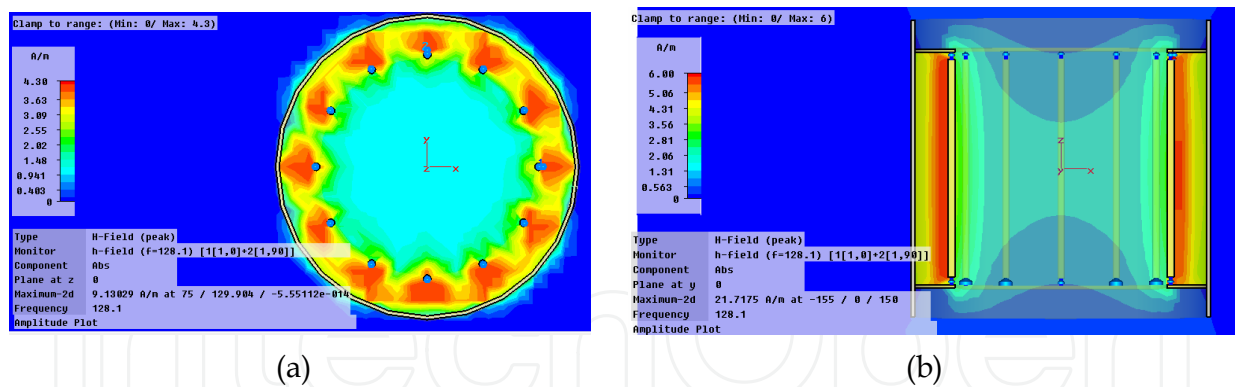 Clamp to range: (Min: 0/ Max: 4.3)
A/m
4.30
3.63
3.09
2.55
2.02
1.48
0.941
0.403
0
y
z
x
Type H-Field (peak)
Monitor h-field (f=128.1) [1[1,0]+2[1,90]]
Component Abs
Plane at z 0
Maximum-2d 9.13029 A/m at 75 / 129.904 / -5.55112e-014
Frequency 128.1
Amplitude Plot
(a)
Clamp to range: (Min: 0/ Max: 6)
A/m
6.00
5.06
4.31
3.56
2.81
2.06
1.31
0.563
0
z
y
x
Type H-Field (peak)
Monitor h-field (f=128.1) [1[1,0]+2[1,90]]
Component Abs
Plane at y 0
Maximum-2d 21.7175 A/m at -155 / 0 / 150
Frequency 128.1
Amplitude Plot
(b)
IntechOpen